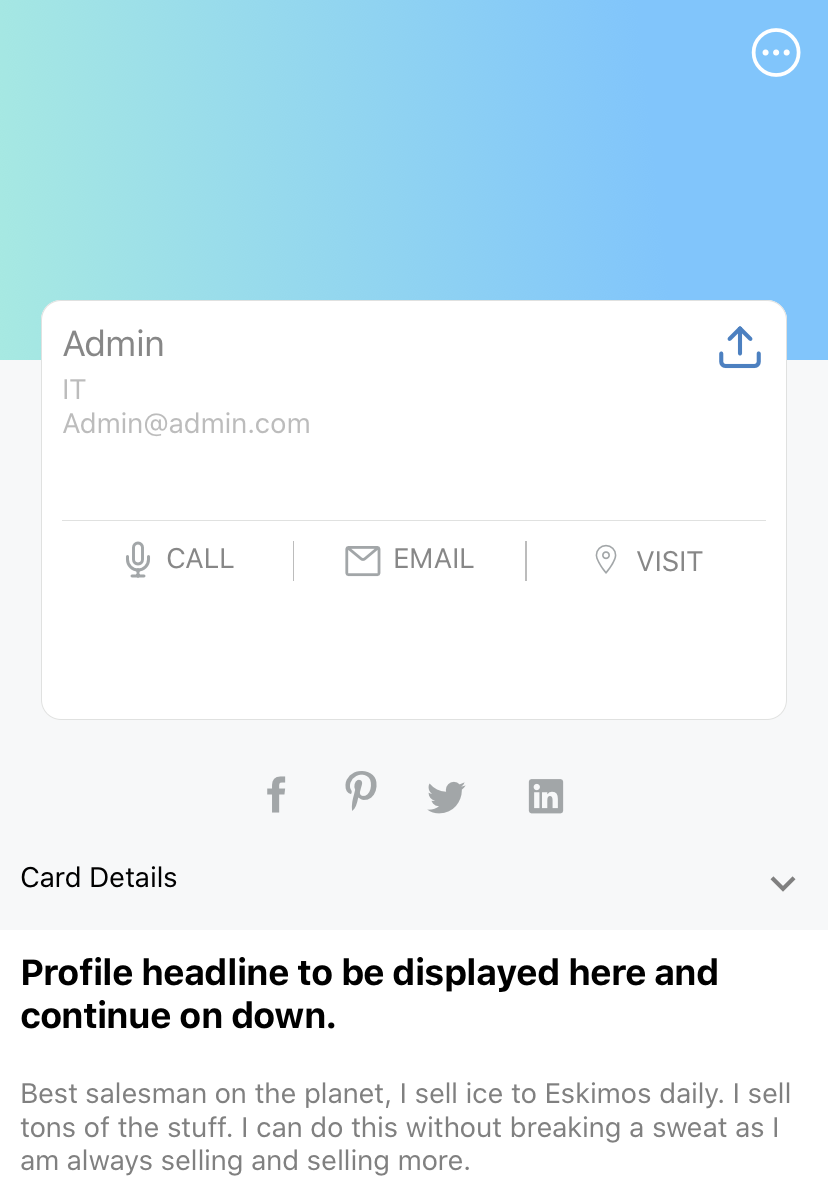 Admin
IT
Admin@admin.com
CALL
EMAIL
VISIT
Card Details
Profile headline to be displayed here and
continue on down.
Best salesman on the planet, I sell ice to Eskimos daily. I sell
tons of the stuff. I can do this without breaking a sweat as I
am always selling and selling more.